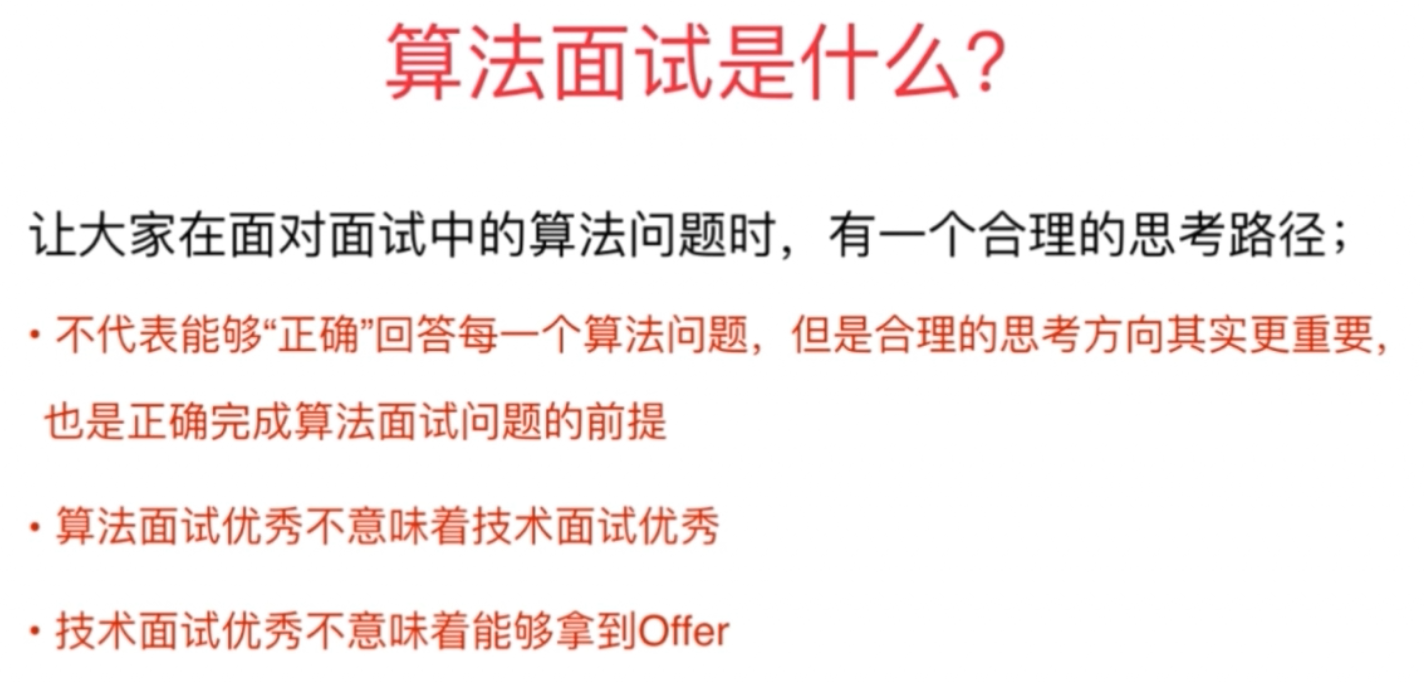 算法面试是什么？
让大家在面对面试中的算法问题时，有一个合理的思考路径；
• 不代表能够“正确”回答每一个算法问题，但是合理的思考方向其实更重要，
也是正确完成算法面试问题的前提
• 算法面试优秀不意味着技术面试优秀
• 技术面试优秀不意味着能够拿到Offer